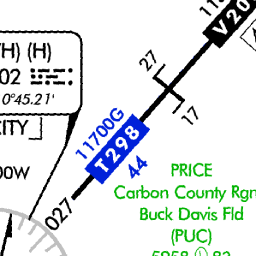 (H)
02
0°45.21'
CITY
00W
027
11700G
T298
44
27
17
V20
PRICE
Carbon County Rgn
Buck Davis Fld
(PUC)